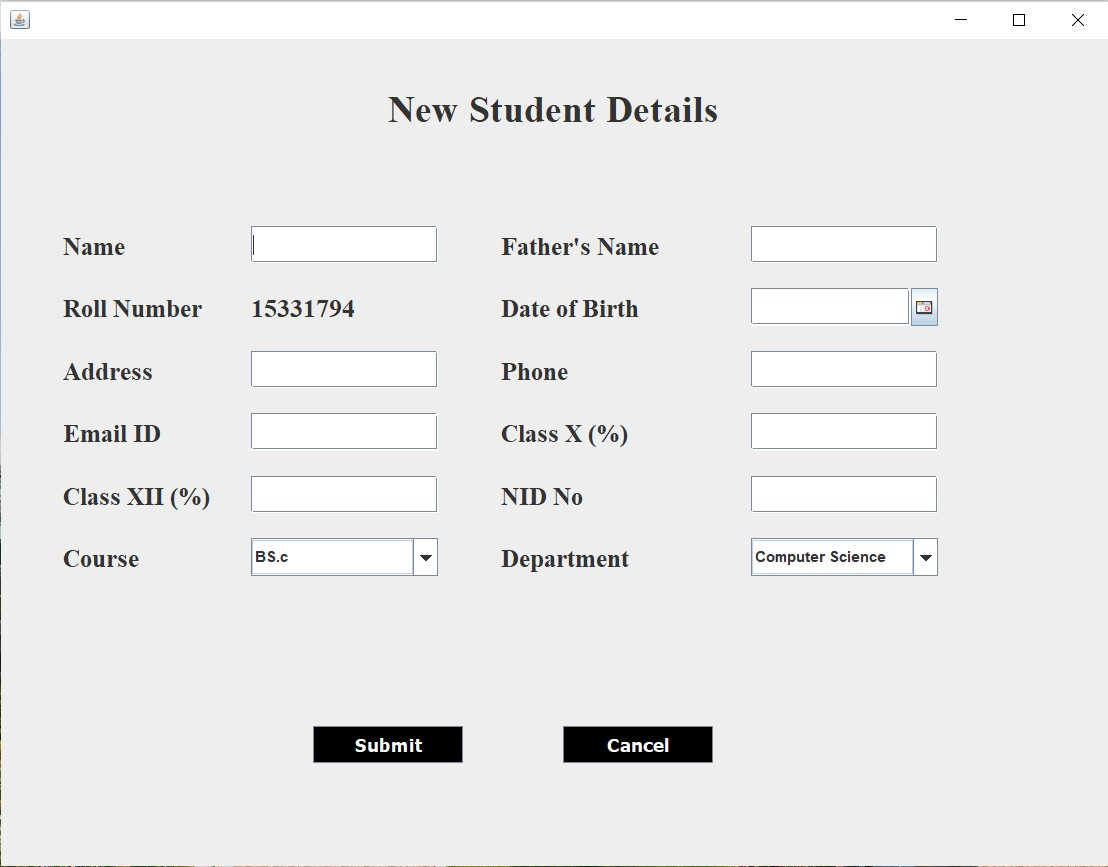 New Student Details
Name Father's Name
Roll Number 15331794 Date of Birth
Address Phone
Email ID Class X (%)
Class XII (%) NID No
Course BS.c Department Computer Science
Submit Cancel